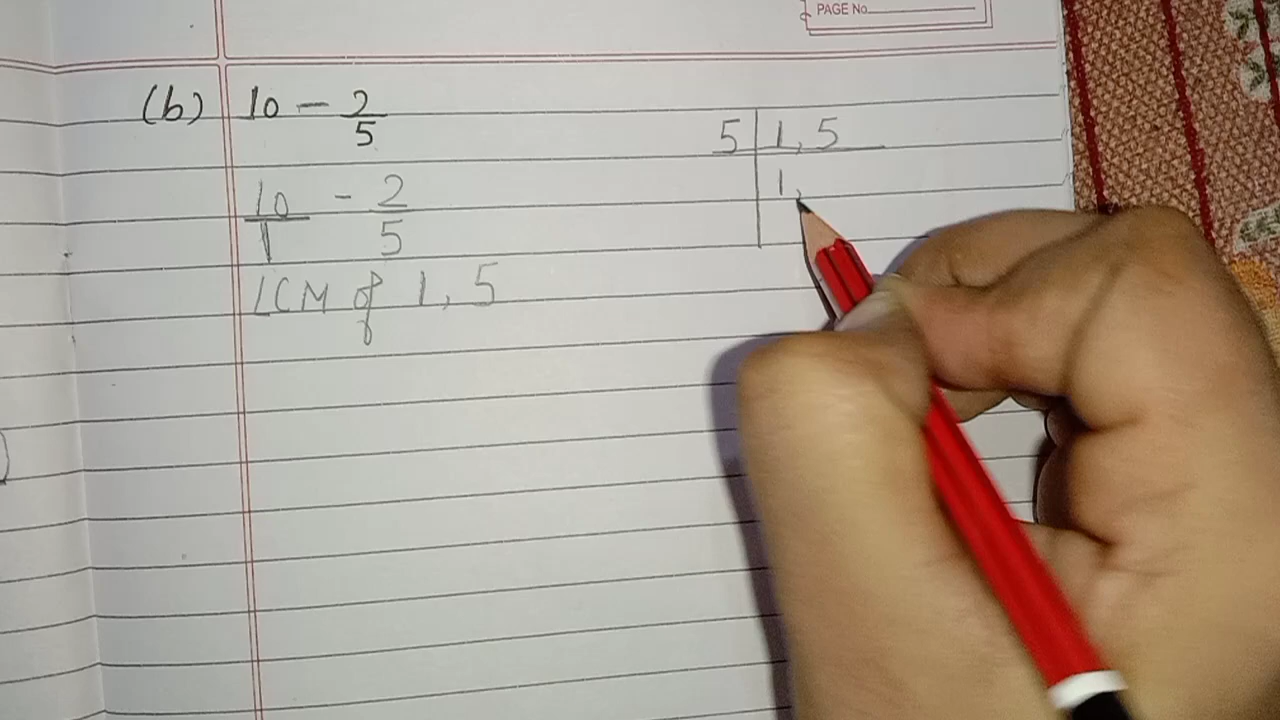 PAGE No.
(b) 10 - 2/5
5 | 1, 5
1,
10/1 - 2/5
LCM of 1, 5